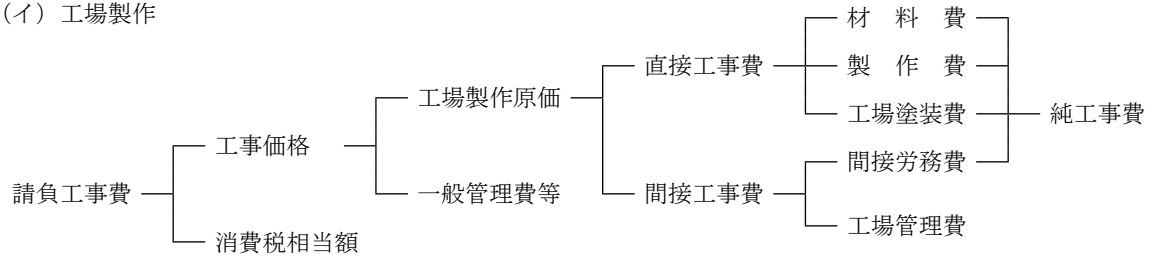 （イ）工場製作
材　料　費
直接工事費
製　作　費
工場製作原価
工場塗装費
純工事費
工事価格
間接労務費
請負工事費
一般管理費等
間接工事費
工場管理費
消費税相当額